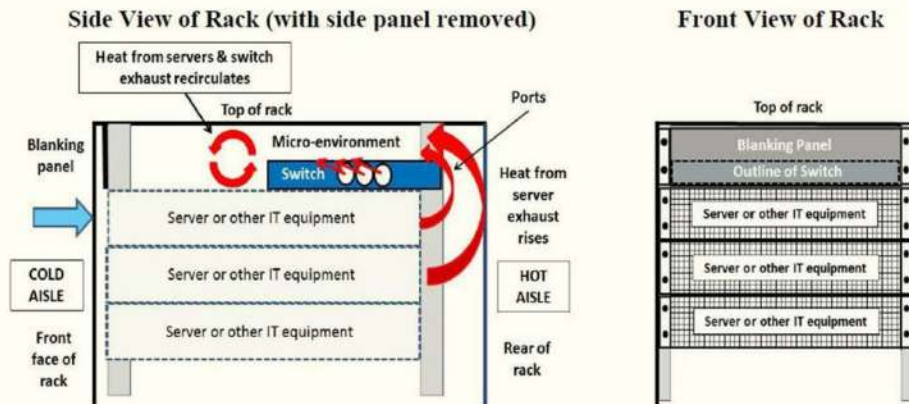 Side View of Rack (with side panel removed)
Front View of Rack
Heat from servers & switch
exhaust recirculates
Top of rack
Ports
Top of rack
Blanking
panel
Micro-environment
Switch
Heat from
server
exhaust
rises
Blanking Panel
Outline of Switch
Server or other IT equipment
Server or other IT equipment
Server or other IT equipment
COLD
AISLE
HOT
AISLE
Front
face of
rack
Rear of
rack
Server or other IT equipment
Server or other IT equipment
Server or other IT equipment